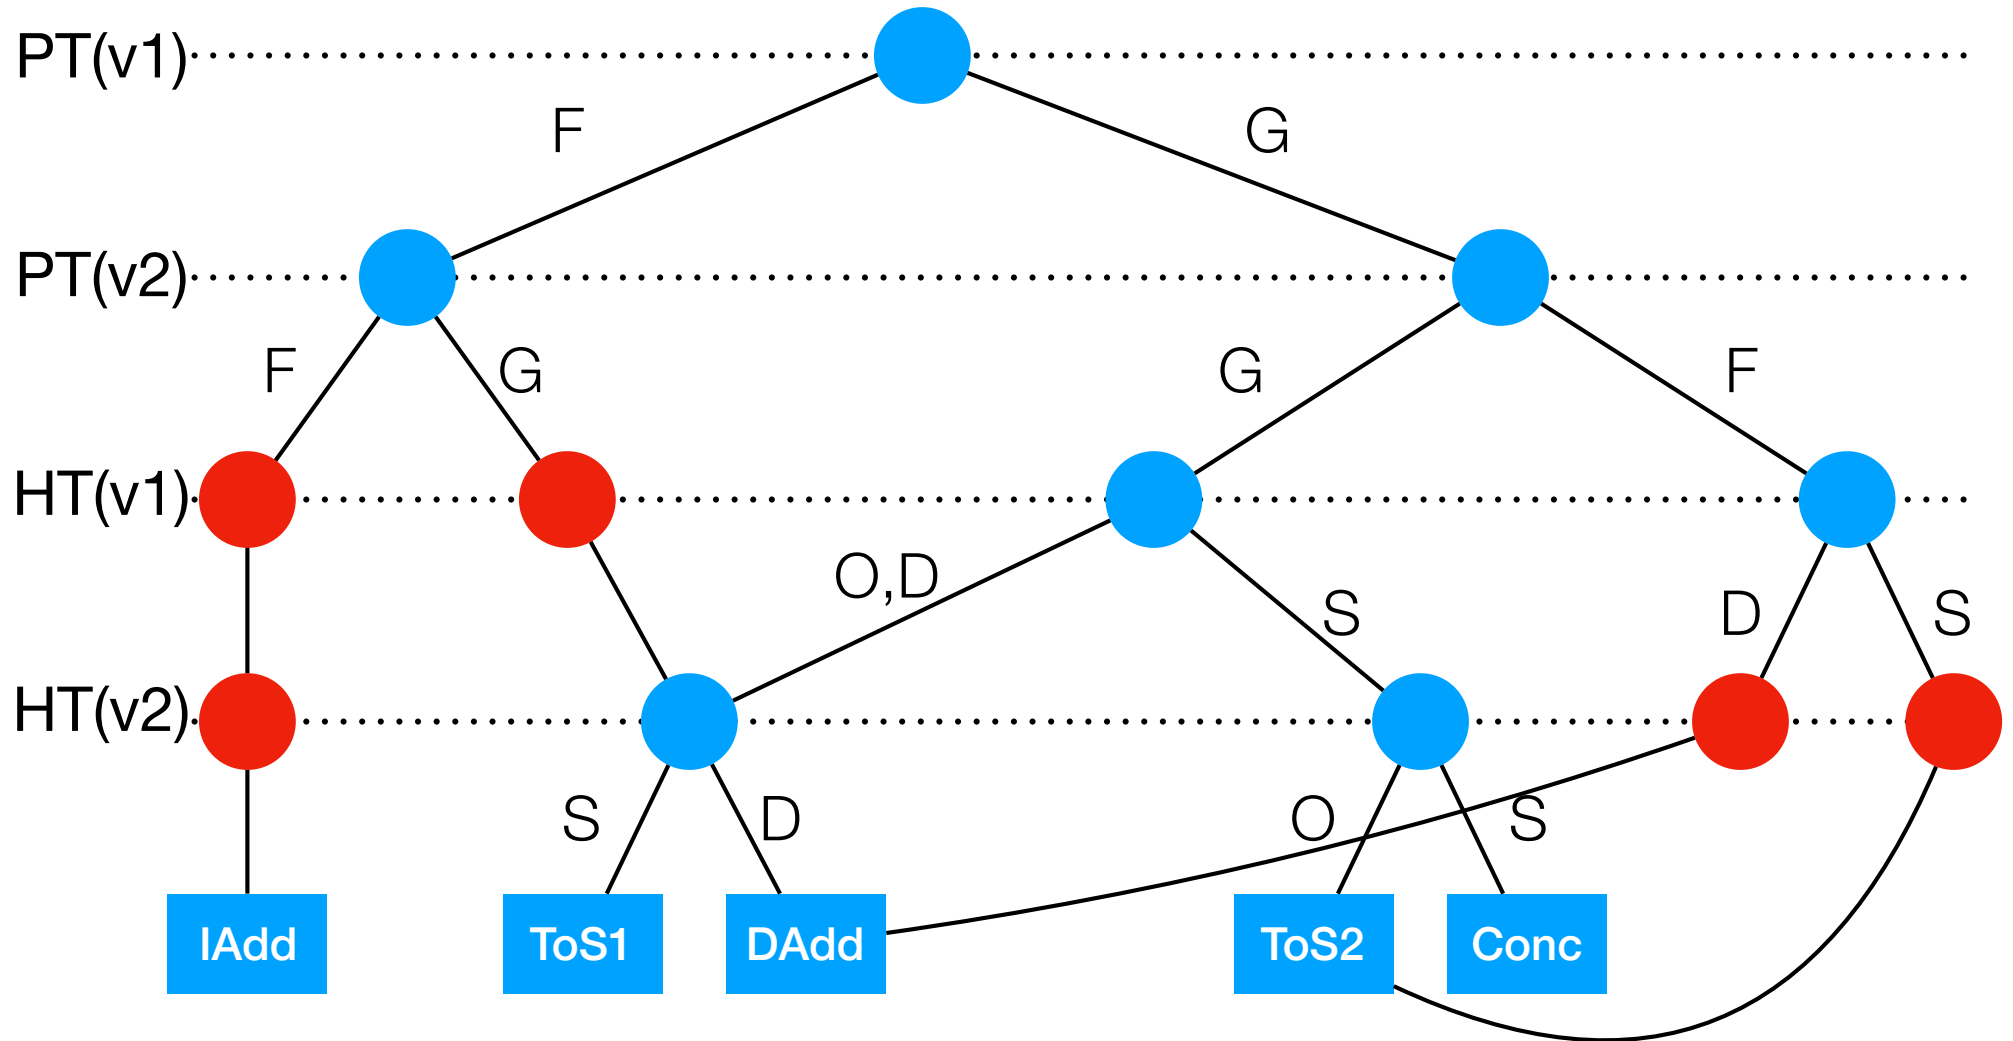 PT(v1)
F
G
PT(v2)
F
G
G
F
HT(v1)
O,D
S
D
S
HT(v2)
S
D
O
S
IAdd
ToS1
DAdd
ToS2
Conc